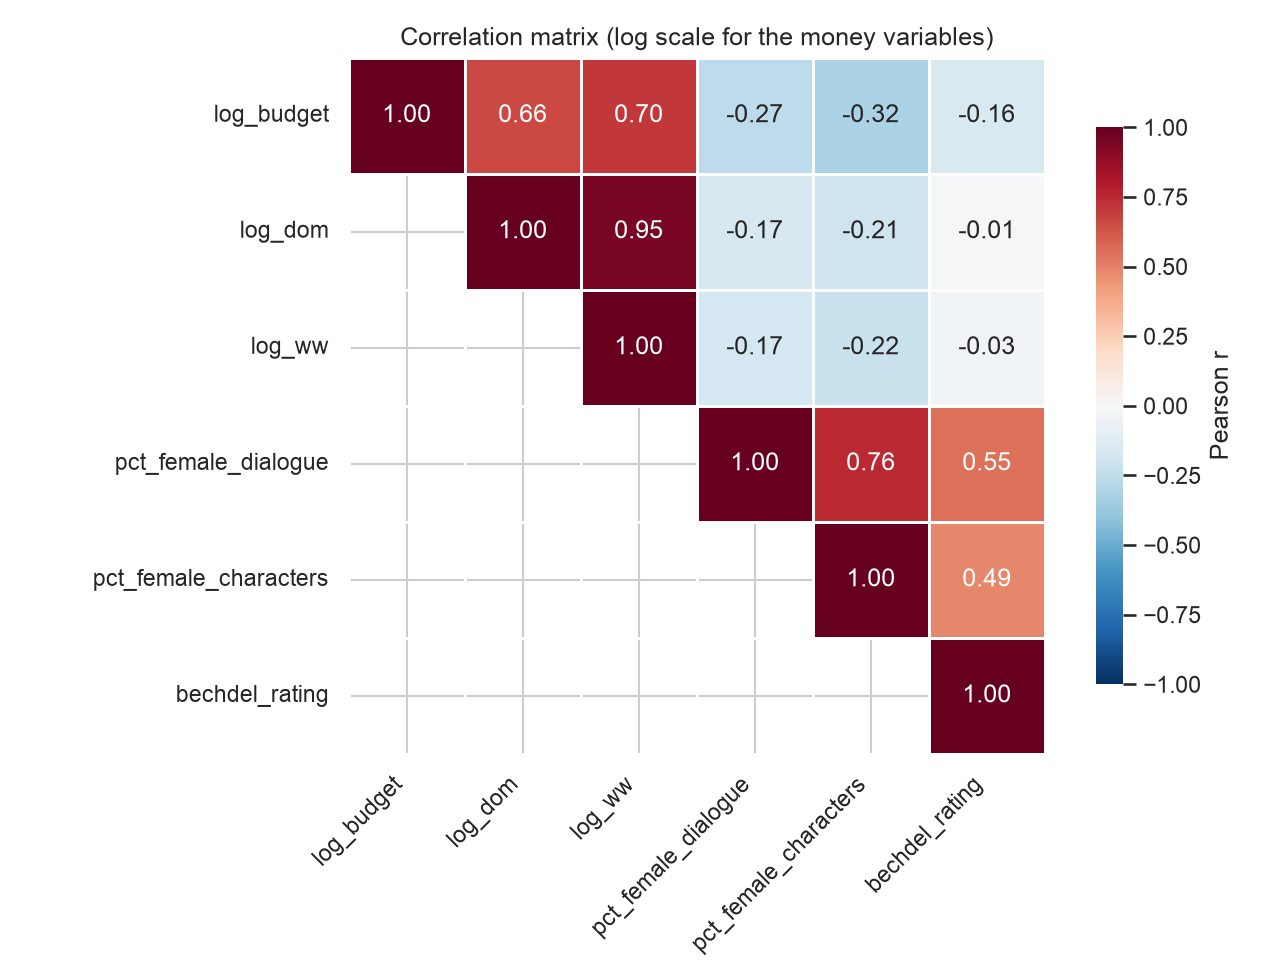 Correlation matrix (log scale for the money variables)
log_budget 1.00 0.66 0.70 -0.27 -0.32 -0.16
log_dom 1.00 0.95 -0.17 -0.21 -0.01
log_ww 1.00 -0.17 -0.22 -0.03
pct_female_dialogue 1.00 0.76 0.55
pct_female_characters 1.00 0.49
bechdel_rating 1.00
log_budget
log_dom
log_ww
pct_female_dialogue
pct_female_characters
bechdel_rating
1.00
0.75
0.50
0.25
0.00
−0.25
−0.50
−0.75
−1.00
Pearson r